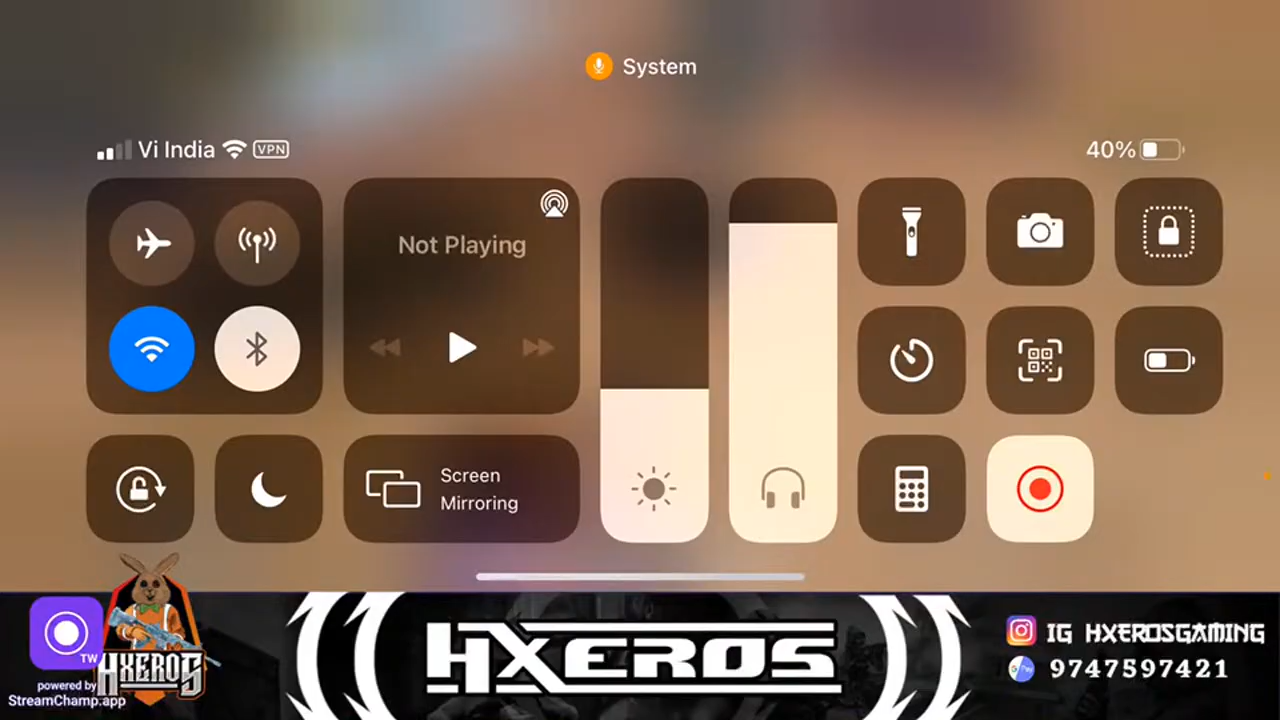 System
Vi India VPN
40%
Not Playing
Screen
Mirroring
TW
powered by
StreamChamp.app
HXEROS
HXEROS
IG HXEROSGAMING
G Pay 9747597421